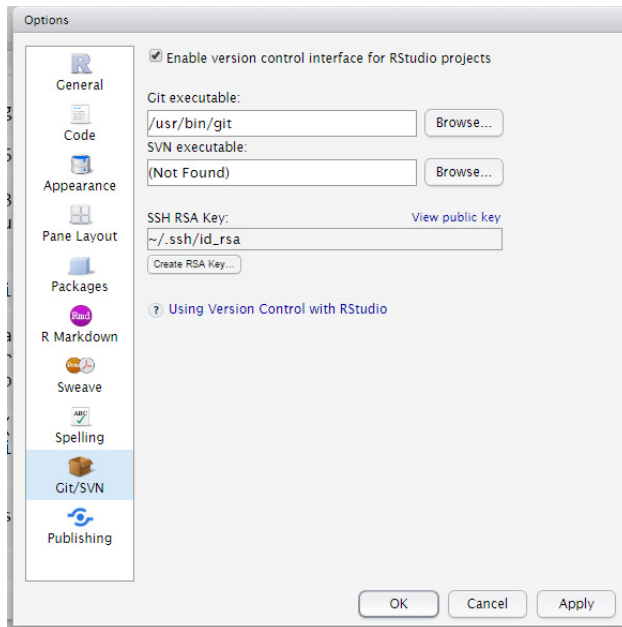 Options
General
Code
Appearance
Pane Layout
Packages
Rmd
R Markdown
Sweave
ABC
Spelling
Git/SVN
Publishing
Enable version control interface for RStudio projects
Git executable:
/usr/bin/git Browse...
SVN executable:
(Not Found) Browse...
SSH RSA Key: View public key
~/.ssh/id_rsa
Create RSA Key...
? Using Version Control with RStudio
OK Cancel Apply